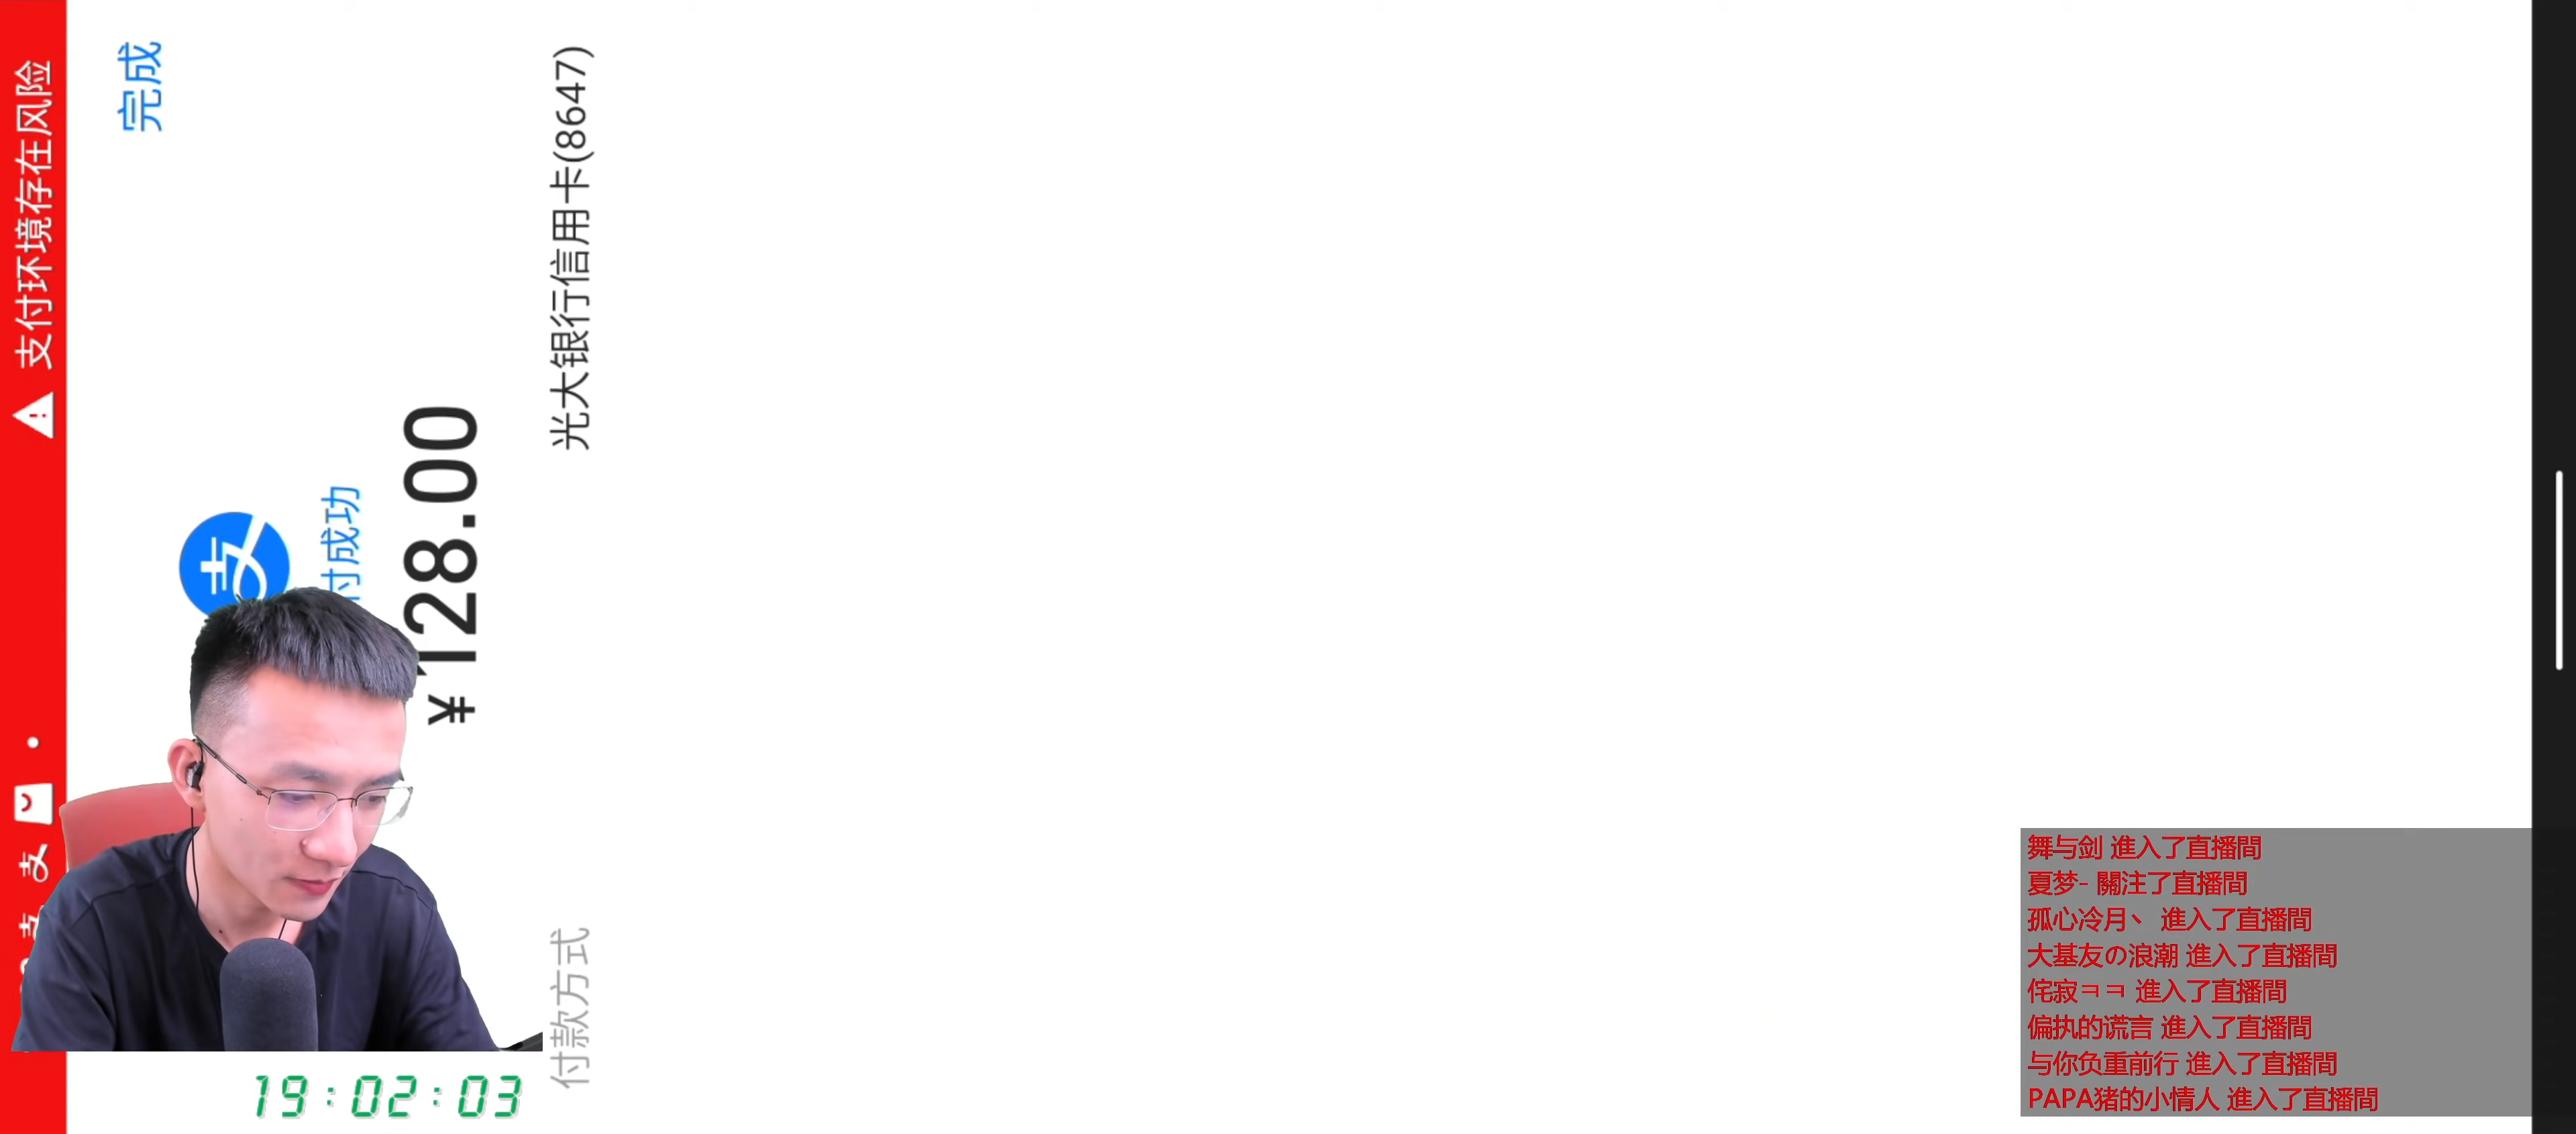 支付环境存在风险
完成
支
付成功
¥128.00
付款方式
光大银行信用卡(8647)
支
19:02:03
舞与剑 進入了直播間
夏梦- 關注了直播間
孤心冷月丶 進入了直播間
大基友の浪潮 進入了直播間
侘寂ㅋㅋ 進入了直播間
偏执的谎言 進入了直播間
与你负重前行 進入了直播間
PAPA猪的小情人 進入了直播間